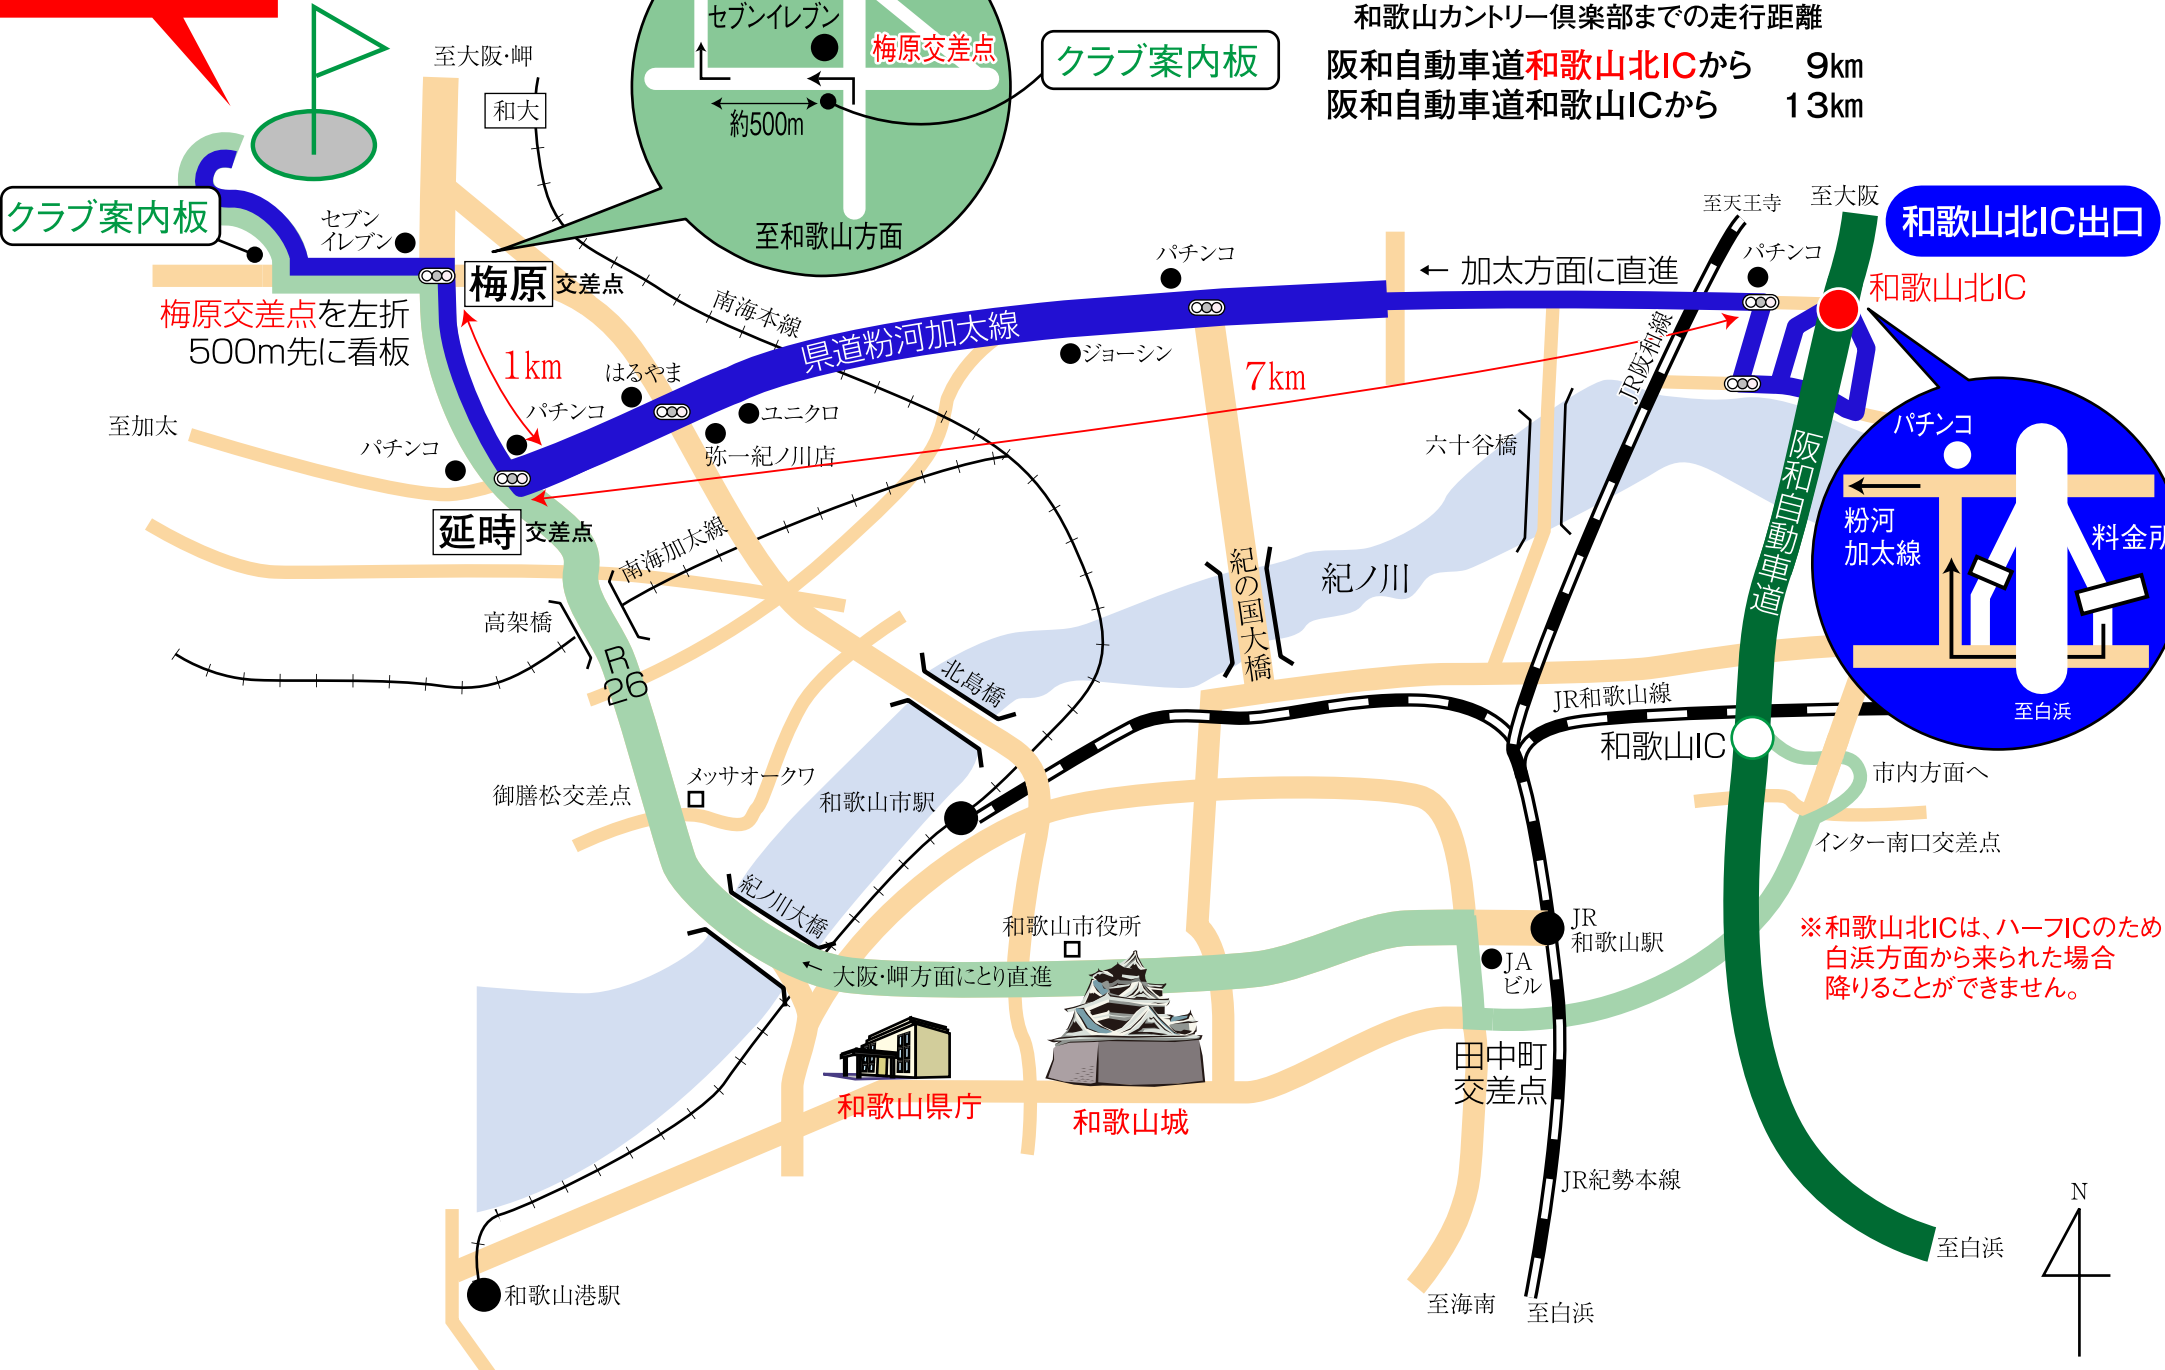 セブンイレブン
梅原交差点
クラブ案内板
約500m
至和歌山方面
和歌山カントリー倶楽部までの走行距離
阪和自動車道和歌山北ICから 9km
阪和自動車道和歌山ICから 13km
至大阪・岬
和大
クラブ案内板
セブン
イレブン
梅原交差点
梅原交差点を左折
500m先に看板
1km
南海本線
はるやま
パチンコ
パチンコ
ユニクロ
弥一紀ノ川店
県道粉河加太線
パチンコ
ジョーシン
← 加太方面に直進
7km
至天王寺
至大阪
パチンコ
和歌山北IC出口
和歌山北IC
JR阪和線
六十谷橋
阪和自動車道
パチンコ
粉河
加太線
料金所
至白浜
至加太
延時交差点
南海加太線
高架橋
R
26
紀の国大橋
紀ノ川
北島橋
JR和歌山線
和歌山IC
市内方面へ
インター南口交差点
御膳松交差点
メッサオークワ
和歌山市駅
紀ノ川大橋
和歌山市役所
← 大阪・岬方面にとり直進
JR
和歌山駅
JA
ビル
※和歌山北ICは、ハーフICのため
白浜方面から来られた場合
降りることができません。
田中町
交差点
和歌山県庁
和歌山城
JR紀勢本線
至白浜
N
和歌山港駅
至海南
至白浜